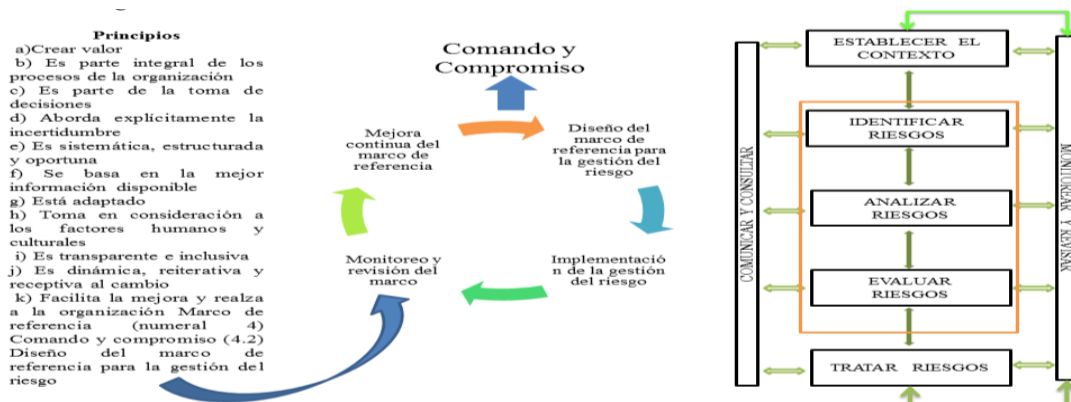 Principios
a)Crear valor
b) Es parte integral de los
procesos de la organización
c) Es parte de la toma de
decisiones
d) Aborda explícitamente la
incertidumbre
e) Es sistemática, estructurada
y oportuna
f) Se basa en la mejor
información disponible
g) Está adaptado
h) Toma en consideración a
los factores humanos y
culturales
i) Es transparente e inclusiva
j) Es dinámica, reiterativa y
receptiva al cambio
k) Facilita la mejora y realza
a la organización Marco de
referencia (numeral 4)
Comando y compromiso (4.2)
Diseño del marco de
referencia para la gestión del
riesgo
Comando y
Compromiso
Mejora
continua del
marco de
referencia
Diseño del
marco de
referencia para
la gestión del
riesgo
Monitoreo y
revisión del
marco
Implementació
n de la gestión
del riesgo
COMUNICAR Y CONSULTAR
ESTABLECER EL
CONTEXTO
IDENTIFICAR
RIESGOS
ANALIZAR
RIESGOS
EVALUAR
RIESGOS
TRATAR RIESGOS
MONITOREAR Y REVISAR